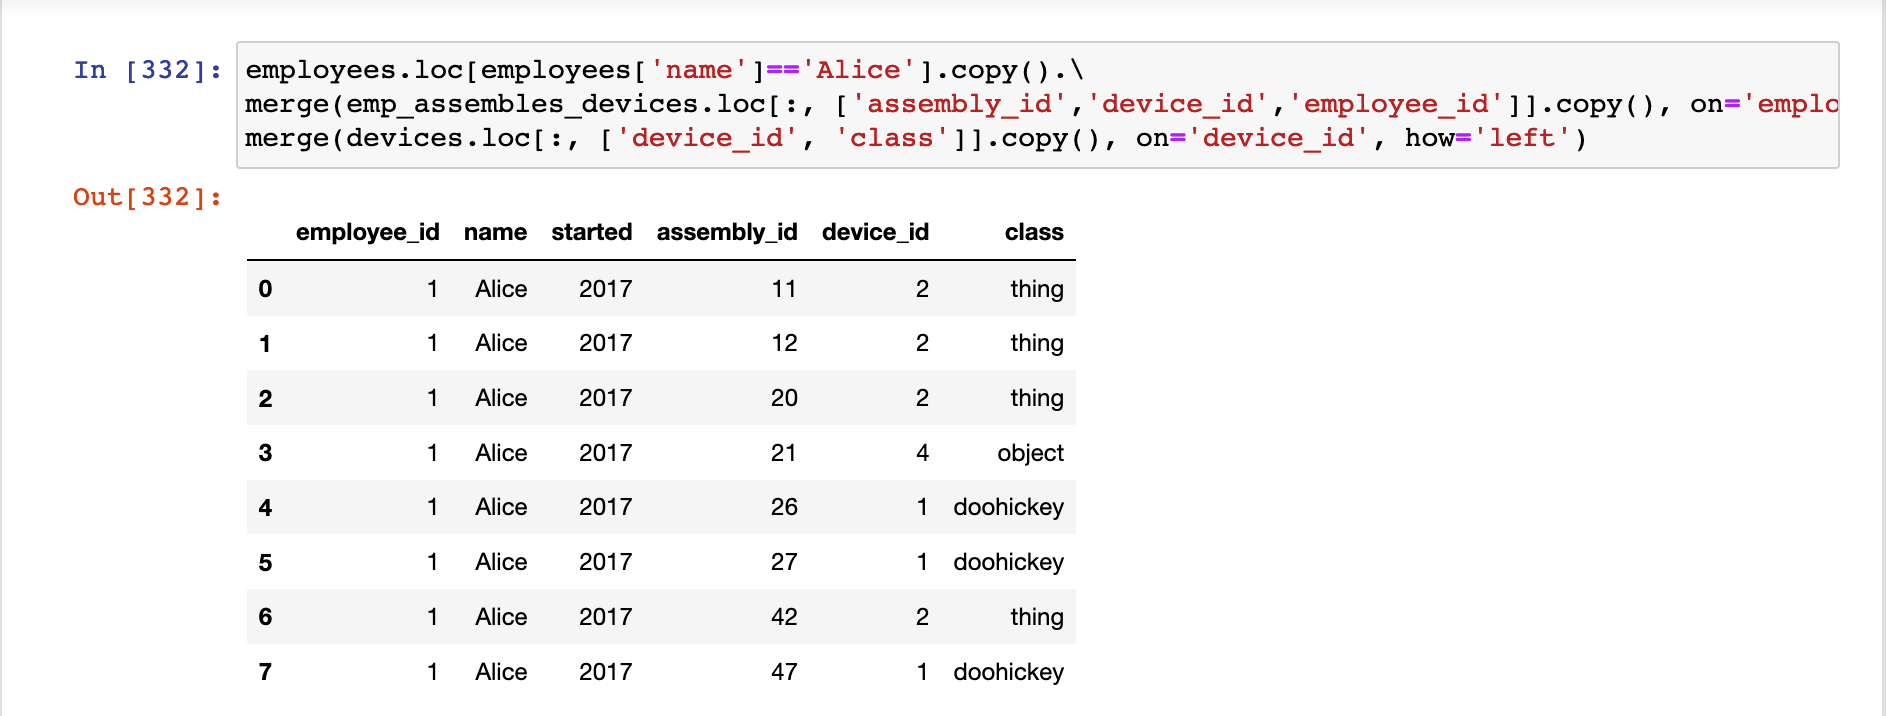 In [332]: employees.loc[employees['name']=='Alice'].copy().\
merge(emp_assembles_devices.loc[:, ['assembly_id','device_id','employee_id']].copy(), on='emplo
merge(devices.loc[:, ['device_id', 'class']].copy(), on='device_id', how='left')
Out[332]:
employee_id name started assembly_id device_id class
0 1 Alice 2017 11 2 thing
1 1 Alice 2017 12 2 thing
2 1 Alice 2017 20 2 thing
3 1 Alice 2017 21 4 object
4 1 Alice 2017 26 1 doohickey
5 1 Alice 2017 27 1 doohickey
6 1 Alice 2017 42 2 thing
7 1 Alice 2017 47 1 doohickey